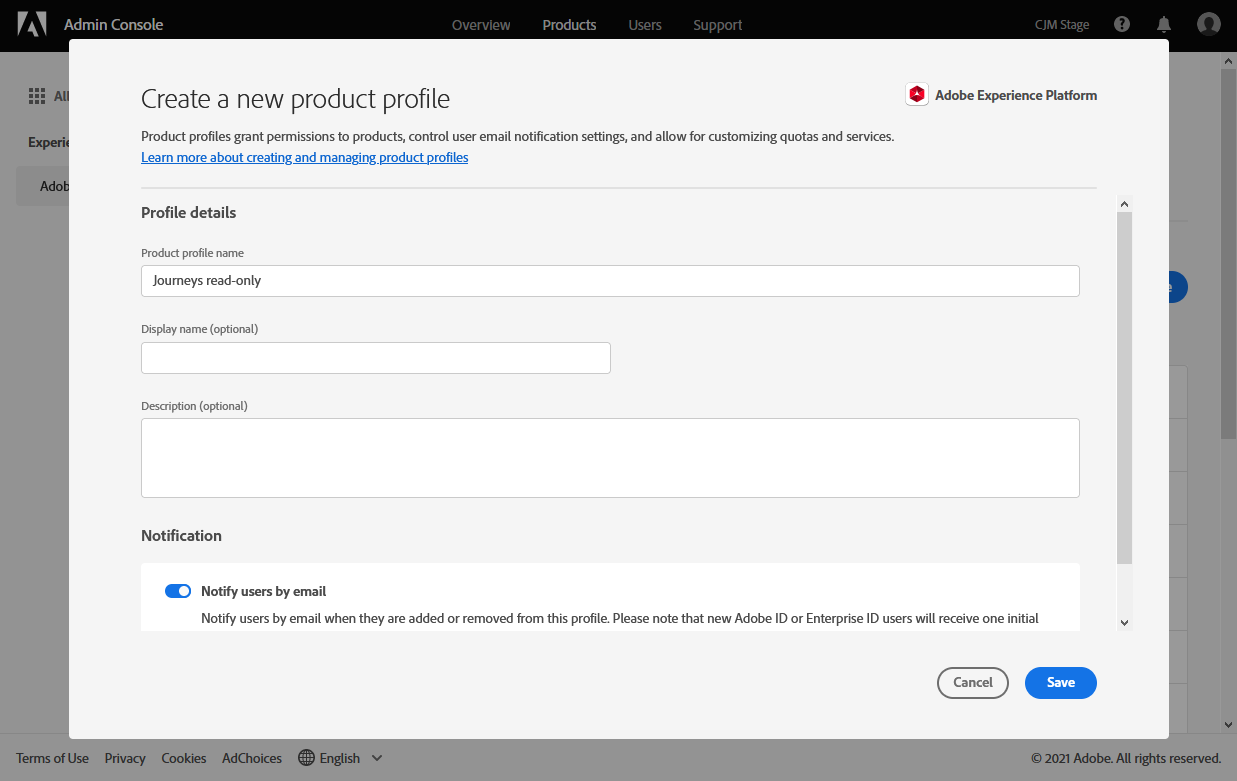 Admin Console
Overview
Products
Users
Support
CJM Stage
All
Experie
Adob
Create a new product profile
Adobe Experience Platform
Product profiles grant permissions to products, control user email notification settings, and allow for customizing quotas and services.
Learn more about creating and managing product profiles
Profile details
Product profile name
Journeys read-only
Display name (optional)
Description (optional)
Notification
Notify users by email
Notify users by email when they are added or removed from this profile. Please note that new Adobe ID or Enterprise ID users will receive one initial
Cancel
Save
Terms of Use
Privacy
Cookies
AdChoices
English
© 2021 Adobe. All rights reserved.